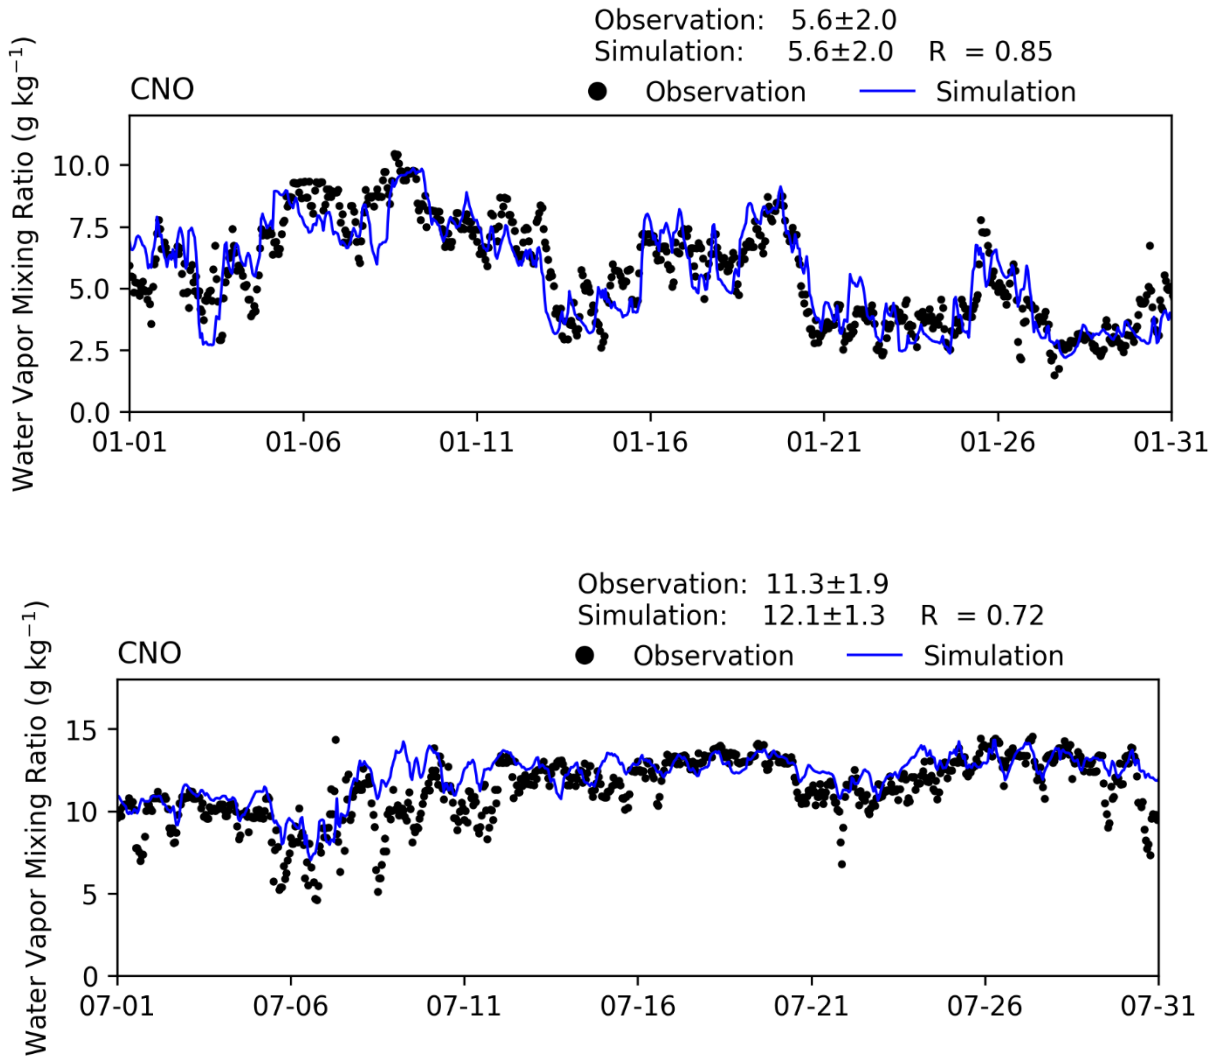 Observation: 5.6±2.0
Simulation: 5.6±2.0 R = 0.85
CNO
Observation Simulation
Water Vapor Mixing Ratio (g kg⁻¹)
10.0
7.5
5.0
2.5
0.0
01-01 01-06 01-11 01-16 01-21 01-26 01-31
Observation: 11.3±1.9
Simulation: 12.1±1.3 R = 0.72
CNO
Observation Simulation
Water Vapor Mixing Ratio (g kg⁻¹)
15
10
5
0
07-01 07-06 07-11 07-16 07-21 07-26 07-31